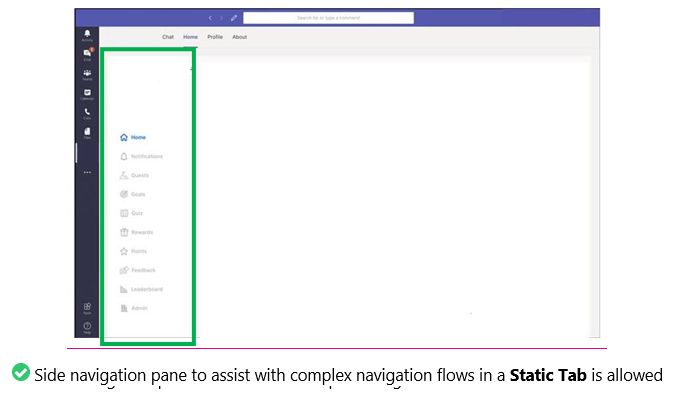 Search for or type a command
Activity
Chat
Home
Profile
About
Chat
Teams
Calendar
Calls
Files
Home
Notifications
Quests
Goals
Quiz
Rewards
Points
Feedback
Leaderboard
Admin
Apps
Help
Side navigation pane to assist with complex navigation flows in a Static Tab is allowed